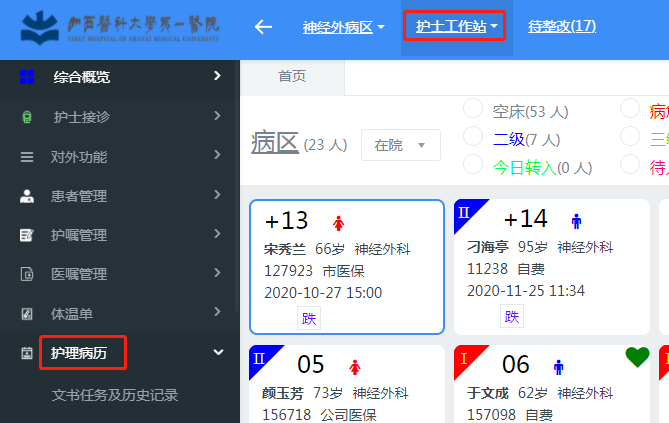 山西醫科大學第一醫院
FIRST HOSPITAL OF SHANXI MEDICAL UNIVERSITY
神经外病区 护士工作站 待整改(17)
综合概览
护士接诊
对外功能
患者管理
护嘱管理
医嘱管理
体温单
护理病历
文书任务及历史记录
首页
病区 (23 人) 在院
空床(53 人)
二级(7 人)
今日转入(0 人)
+13
宋秀兰 66岁 神经外科
127923 市医保
2020-10-27 15:00
跌
II +14
刁海亭 95岁 神经外科
11238 自费
2020-11-25 11:34
跌
II 05
颜玉芳 73岁 神经外科
156718 公司医保
I 06
于文成 62岁 神经外科
157098 自费